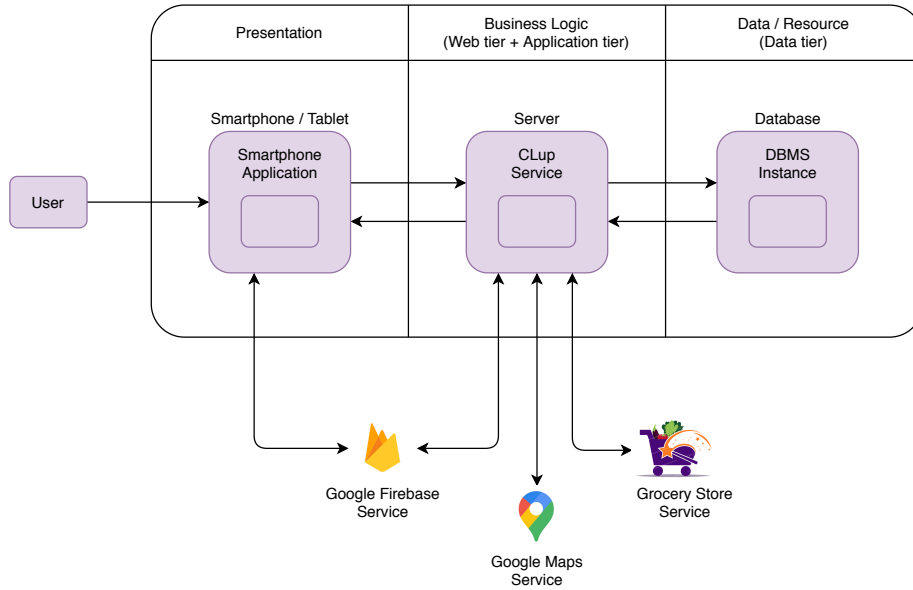 Presentation
Business Logic
(Web tier + Application tier)
Data / Resource
(Data tier)
Smartphone / Tablet
Server
Database
Smartphone
Application
CLup
Service
DBMS
Instance
User
Google Firebase
Service
Grocery Store
Service
Google Maps
Service